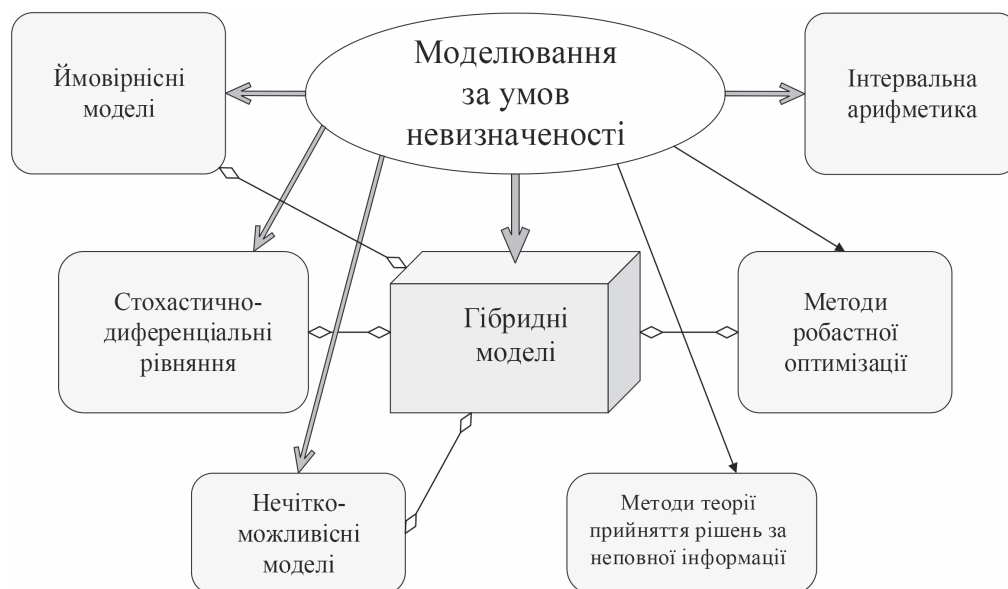 Моделювання
за умов
невизначеності
Ймовірнісні
моделі
Інтервальна
арифметика
Стохастично-
диференціальні
рівняння
Гібридні
моделі
Методи
робастної
оптимізації
Нечітко-
можливісні
моделі
Методи теорії
прийняття рішень за
неповної інформації